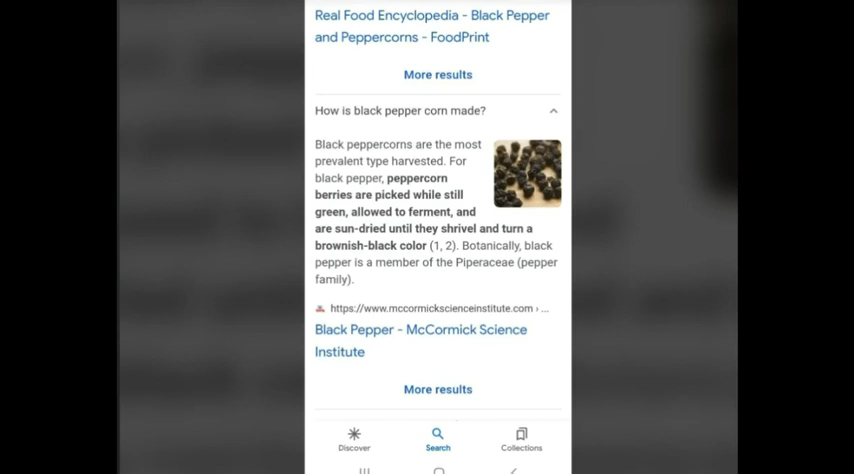 Real Food Encyclopedia - Black Pepper
and Peppercorns - FoodPrint
More results
How is black pepper corn made?
Black peppercorns are the most
prevalent type harvested. For
black pepper, peppercorn
berries are picked while still
green, allowed to ferment, and
are sun-dried until they shrivel and turn a
brownish-black color (1, 2). Botanically, black
pepper is a member of the Piperaceae (pepper
family).
https://www.mccormickscienceinstitute.com › ...
Black Pepper - McCormick Science
Institute
More results
Discover
Search
Collections